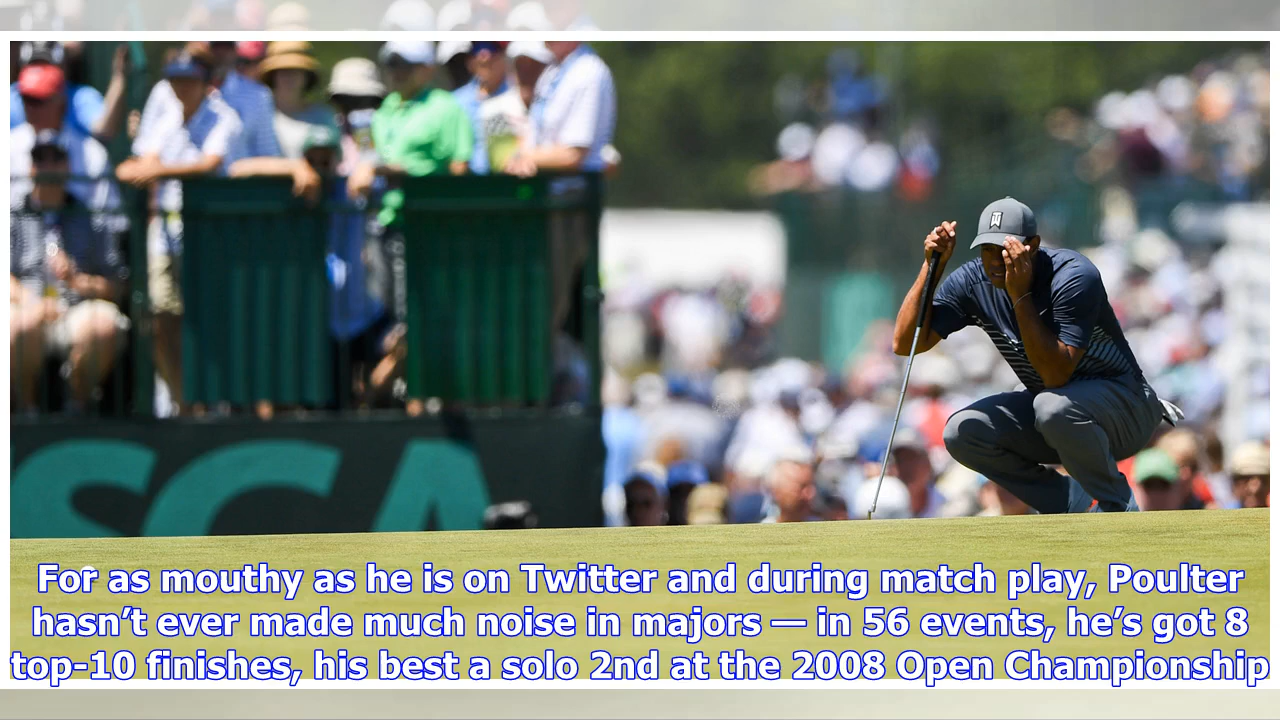 SGA
TW
For as mouthy as he is on Twitter and during match play, Poulter
hasn’t ever made much noise in majors — in 56 events, he’s got 8
top-10 finishes, his best a solo 2nd at the 2008 Open Championship